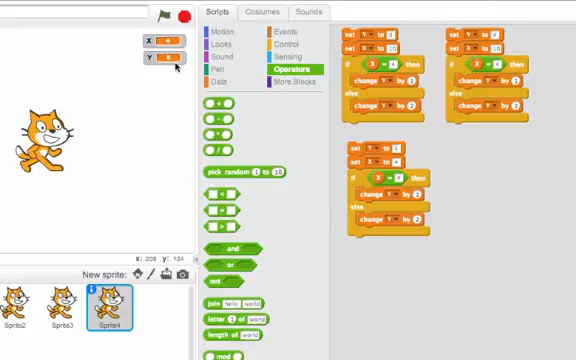 Scripts Costumes Sounds
X
Y
Motion Events
Looks Control
Sound Sensing
Pen Operators
Data More Blocks
+
-
*
/
pick random 1 to 10
<
=
>
and
or
not
join hello world
letter 1 of world
length of world
mod
x: 208 y: 124
New sprite:
Sprite2 Sprite3 Sprite4
set Y to
set X to 10
if X = 4 then
change Y by 1
else
change Y by 2
set Y to 4
set X to 10
if X = 4 then
change Y by 1
else
change Y by 2
set Y to 5
set X to 4
if X = 4 then
change Y by 1
else
change Y by 2